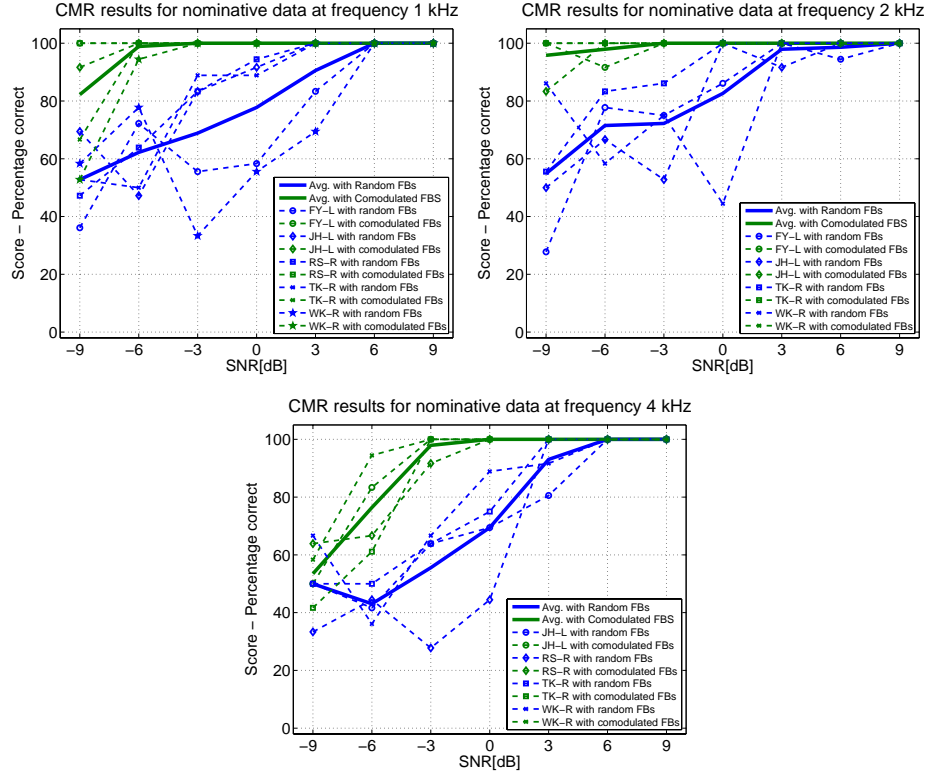 CMR results for nominative data at frequency 1 kHz
Score − Percentage correct
100
80
60
40
20
0
−9 −6 −3 0 3 6 9
SNR[dB]
Avg. with Random FBs
Avg. with Comodulated FBS
FY−L with random FBs
FY−L with comodulated FBs
JH−L with random FBs
JH−L with comodulated FBs
RS−R with random FBs
RS−R with comodulated FBs
TK−R with random FBs
TK−R with comodulated FBs
WK−R with random FBs
WK−R with comodulated FBs
CMR results for nominative data at frequency 2 kHz
Score − Percentage correct
100
80
60
40
20
0
−9 −6 −3 0 3 6 9
SNR[dB]
Avg. with Random FBs
Avg. with Comodulated FBS
FY−L with random FBs
FY−L with comodulated FBs
JH−L with random FBs
JH−L with comodulated FBs
TK−R with random FBs
TK−R with comodulated FBs
WK−R with random FBs
WK−R with comodulated FBs
CMR results for nominative data at frequency 4 kHz
Score − Percentage correct
100
80
60
40
20
0
−9 −6 −3 0 3 6 9
SNR[dB]
Avg. with Random FBs
Avg. with Comodulated FBS
JH−L with random FBs
JH−L with comodulated FBs
RS−R with random FBs
RS−R with comodulated FBs
TK−R with random FBs
TK−R with comodulated FBs
WK−R with random FBs
WK−R with comodulated FBs